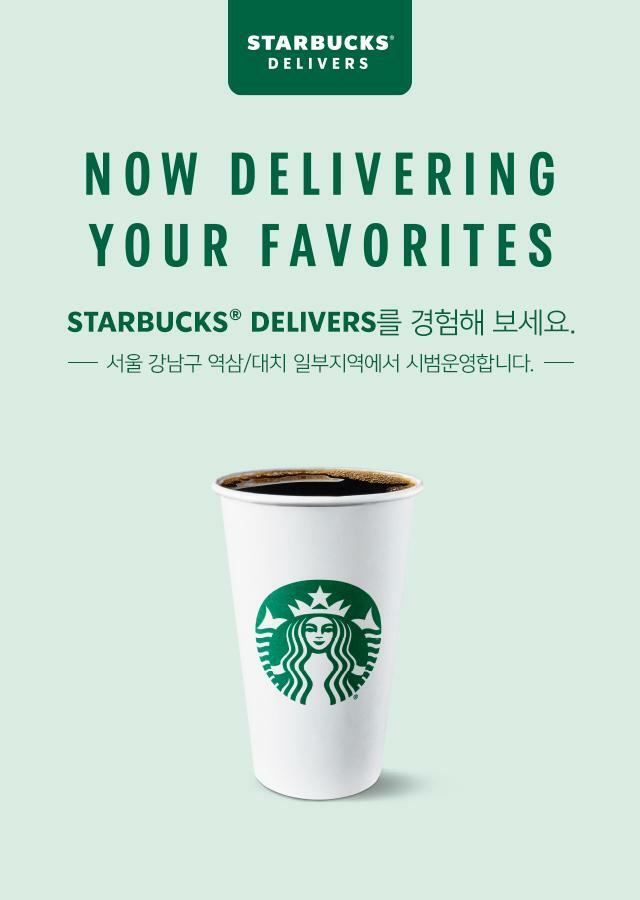 STARBUCKS®
DELIVERS
NOW DELIVERING
YOUR FAVORITES
STARBUCKS® DELIVERS를 경험해 보세요.
서울 강남구 역삼/대치 일부지역에서 시범운영합니다.